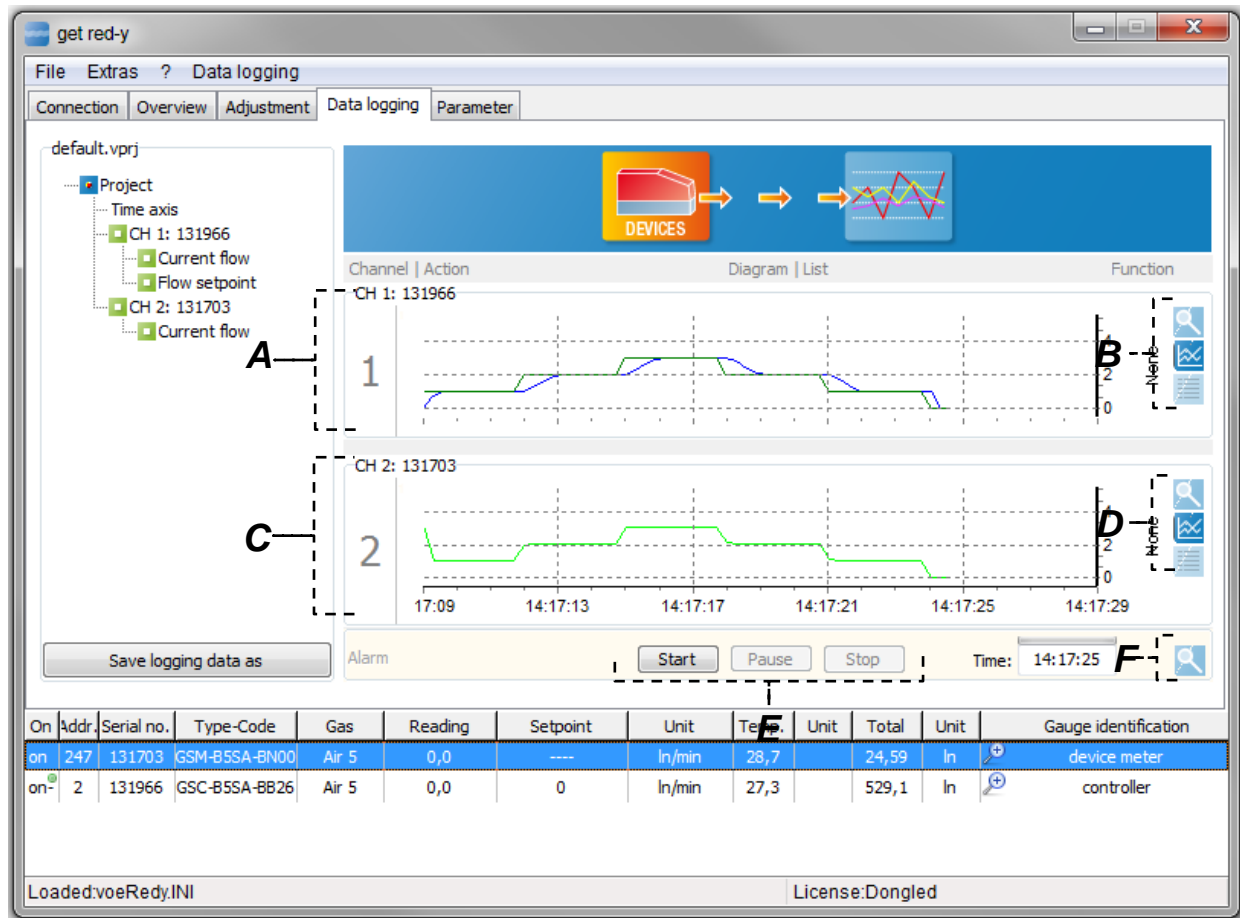 get red-y
File Extras ? Data logging
Connection Overview Adjustment Data logging Parameter
default.vprj
Project
Time axis
CH 1: 131966
Current flow
Flow setpoint
CH 2: 131703
Current flow
Save logging data as
DEVICES
Channel | Action Diagram | List Function
CH 1: 131966
A
1
4
2
0
None
B
CH 2: 131703
C
2
4
2
0
None
D
17:09 14:17:13 14:17:17 14:17:21 14:17:25 14:17:29
Alarm Start Pause Stop Time: 14:17:25 F
E
On Addr. Serial no. Type-Code Gas Reading Setpoint Unit Temp. Unit Total Unit Gauge identification
on 247 131703 GSM-B5SA-BN00 Air 5 0,0 ---- ln/min 28,7 24,59 ln device meter
on- 2 131966 GSC-B5SA-BB26 Air 5 0,0 0 ln/min 27,3 529,1 ln controller
Loaded:voeRedy.INI License:Dongled